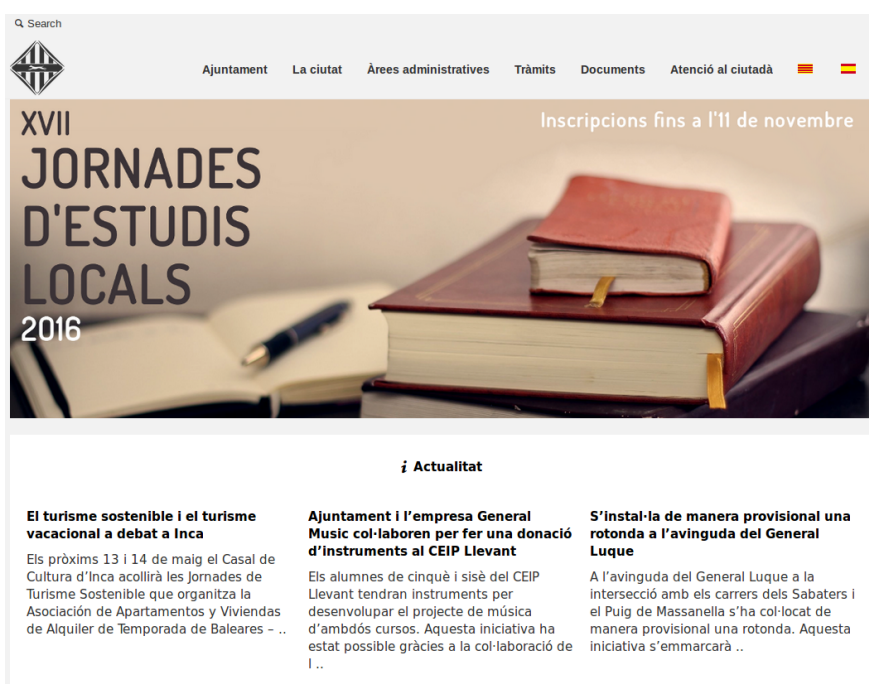 Search
Ajuntament La ciutat Àrees administratives Tràmits Documents Atenció al ciutadà
XVII
JORNADES
D'ESTUDIS
LOCALS
2016
Inscripcions fins a l'11 de novembre
i Actualitat
El turisme sostenible i el turisme
vacacional a debat a Inca
Els pròxims 13 i 14 de maig el Casal de
Cultura d’Inca acollirà les Jornades de
Turisme Sostenible que organitza la
Asociación de Apartamentos y Viviendas
de Alquiler de Temporada de Baleares – ..
Ajuntament i l’empresa General
Music col·laboren per fer una donació
d’instruments al CEIP Llevant
Els alumnes de cinquè i sisè del CEIP
Llevant tendran instruments per
desenvolupar el projecte de música
d’ambdós cursos. Aquesta iniciativa ha
estat possible gràcies a la col·laboració de
l ..
S’instal·la de manera provisional una
rotonda a l’avinguda del General
Luque
A l’avinguda del General Luque a la
intersecció amb els carrers dels Sabaters i
el Puig de Massanella s’ha col·locat de
manera provisional una rotonda. Aquesta
iniciativa s’emmarcarà ..